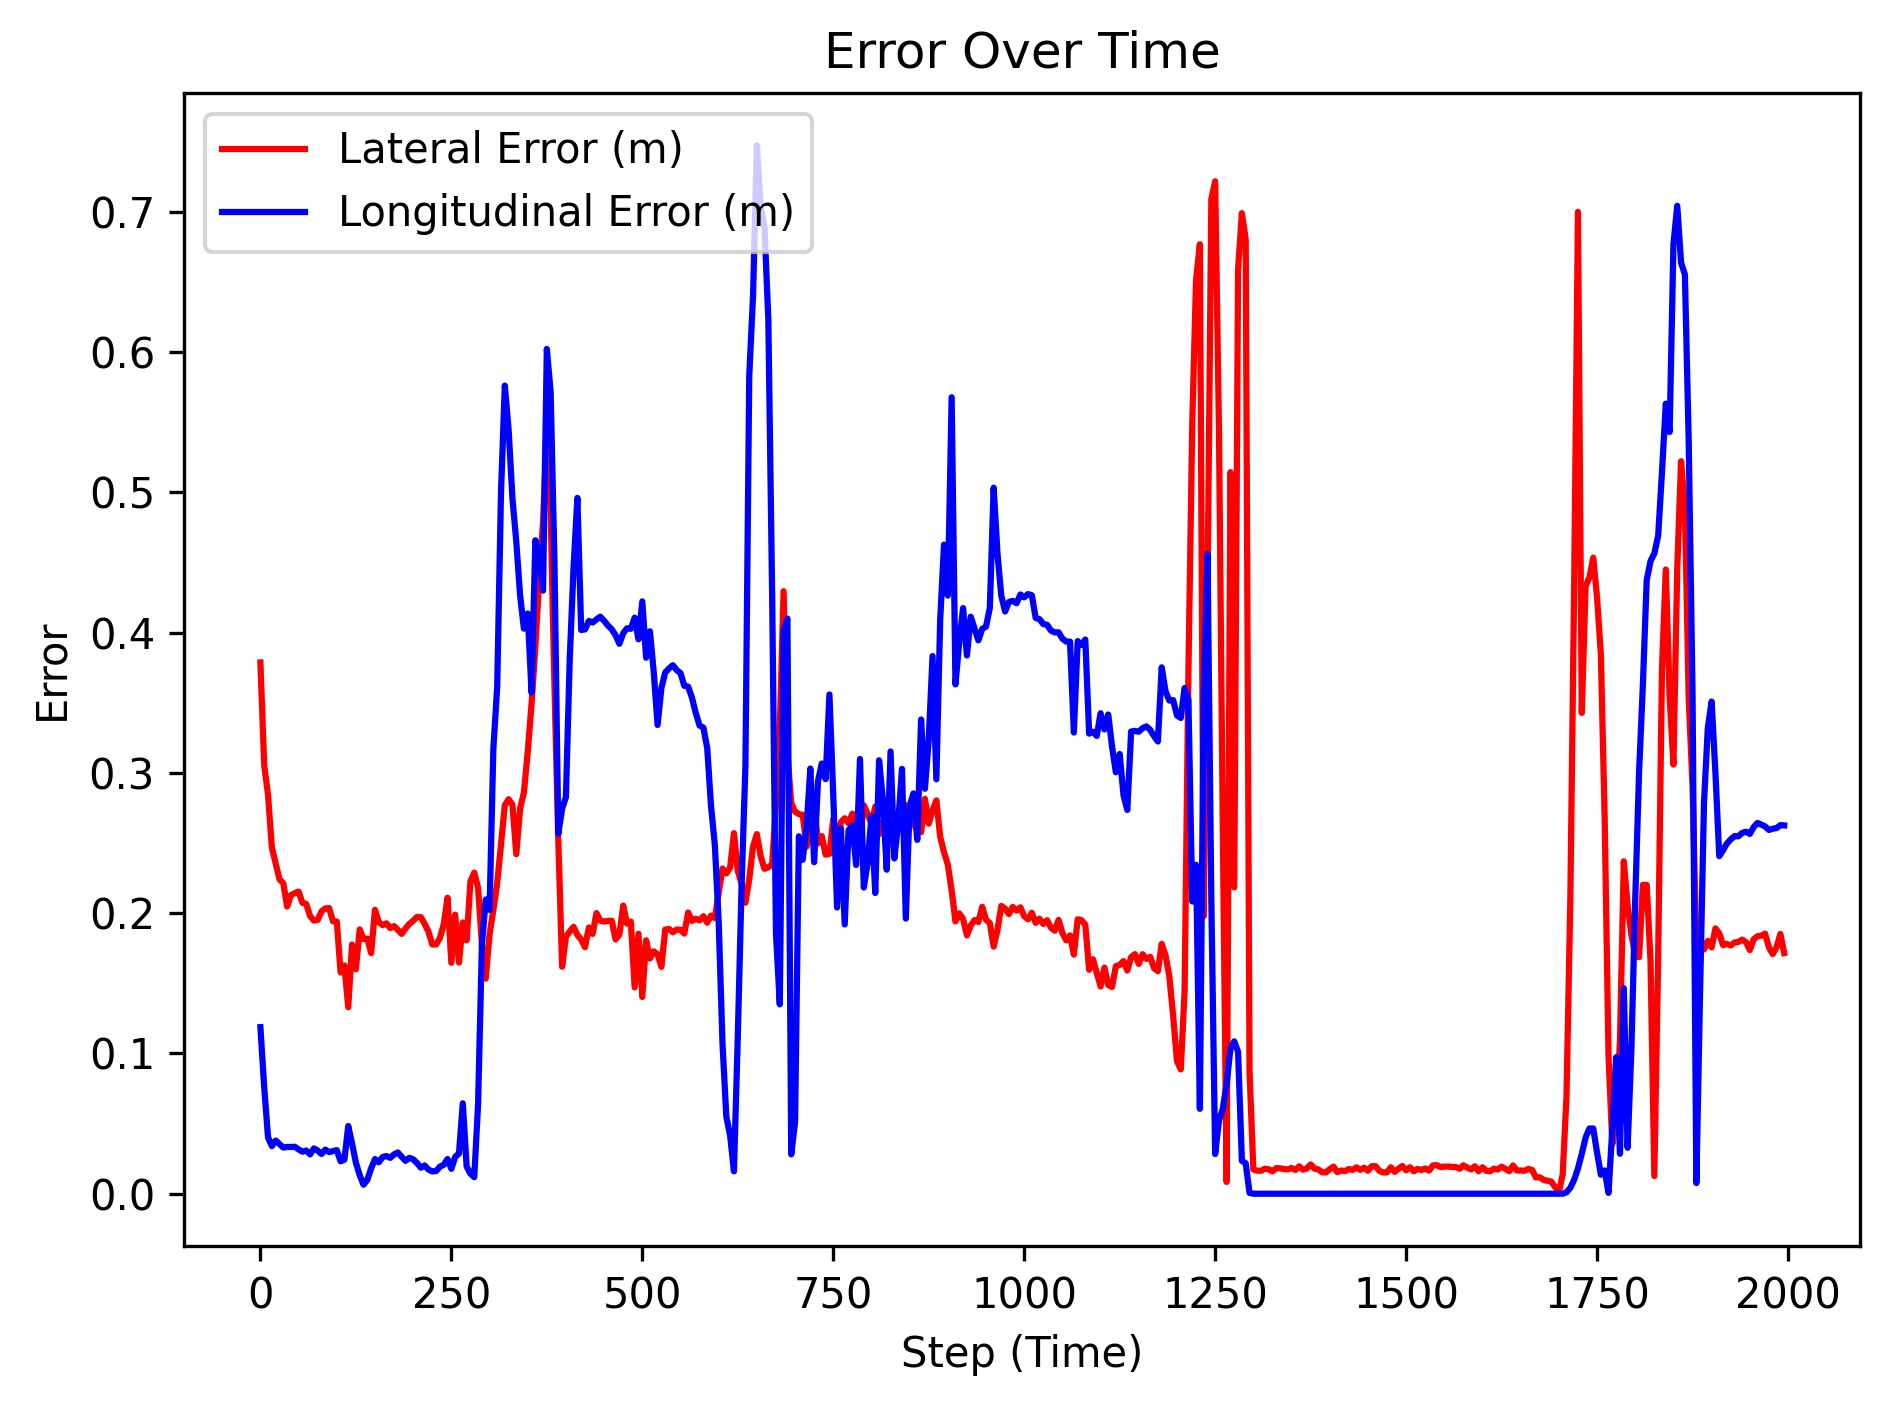 Error Over Time
Lateral Error (m)
Longitudinal Error (m)
Error
0.7
0.6
0.5
0.4
0.3
0.2
0.1
0.0
0 250 500 750 1000 1250 1500 1750 2000
Step (Time)